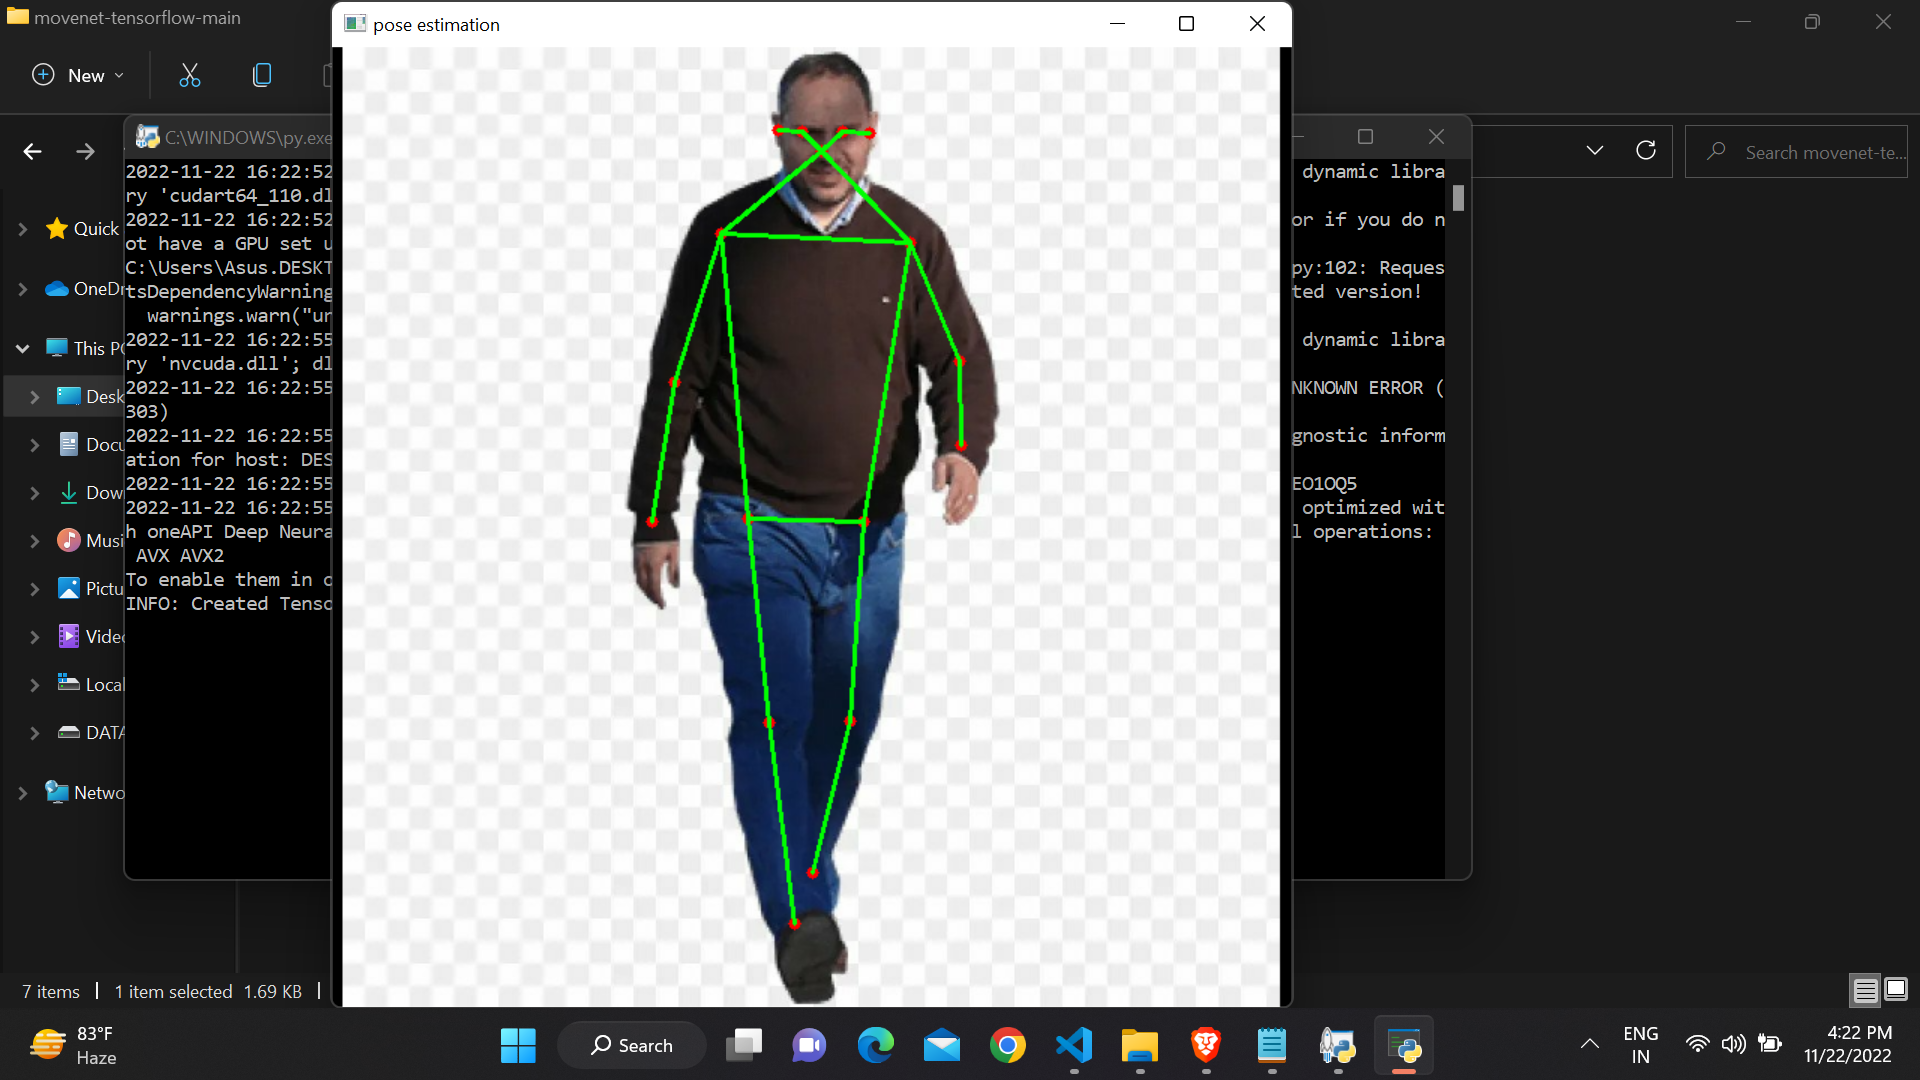 movenet-tensorflow-main
pose estimation
New
C:\WINDOWS\py.exe
Search movenet-te...
2022-11-22 16:22:52
dynamic libra
ry 'cudart64_110.dl
2022-11-22 16:22:52
or if you do n
ot have a GPU set u
C:\Users\Asus.DESKT
py:102: Reques
tsDependencyWarning
ted version!
warnings.warn("ur
2022-11-22 16:22:55
dynamic libra
ry 'nvcuda.dll'; dl
2022-11-22 16:22:55
NKNOWN ERROR (
303)
2022-11-22 16:22:55
gnostic inform
ation for host: DES
2022-11-22 16:22:55
EO1OQ5
2022-11-22 16:22:55
optimized wit
h oneAPI Deep Neura
l operations:
AVX AVX2
To enable them in o
INFO: Created Tenso
Quick
OneDr
This PC
Desk
Docu
Dow
Musi
Pictu
Videc
Local
DATA
Netwo
7 items
1 item selected 1.69 KB
83°F
Haze
Search
ENG
IN
4:22 PM
11/22/2022